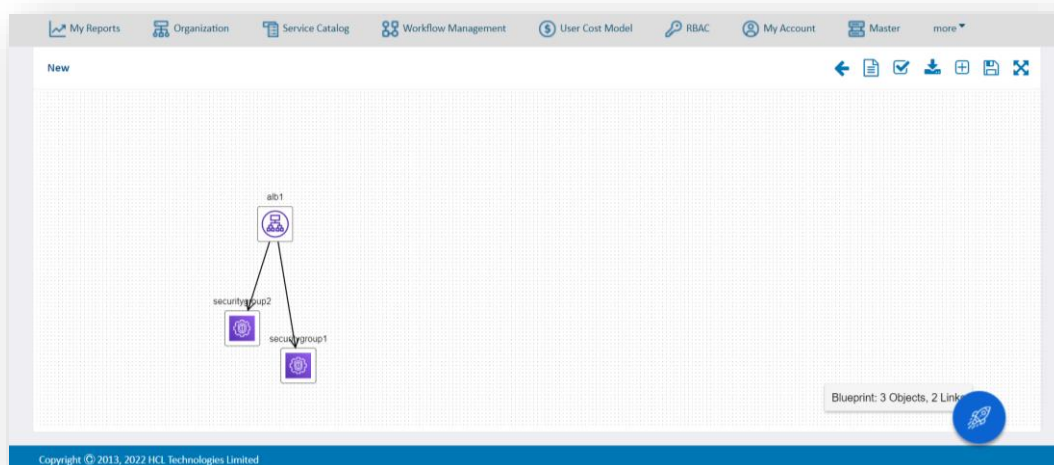 My Reports Organization Service Catalog Workflow Management User Cost Model RBAC My Account Master more
New
alb1
securitygroup2
securitygroup1
Blueprint: 3 Objects, 2 Links
Copyright © 2013, 2022 HCL Technologies Limited